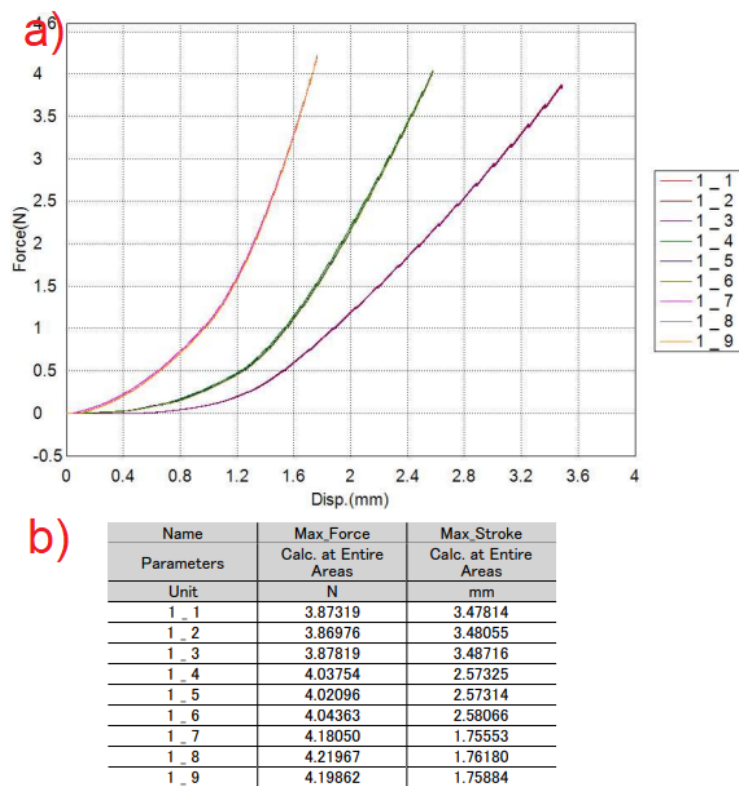 a)
4.6
4
3.5
3
2.5
2
1.5
1
0.5
0
-0.5
Force(N)
0 0.4 0.8 1.2 1.6 2 2.4 2.8 3.2 3.6 4
Disp.(mm)
1 _ 1
1 _ 2
1 _ 3
1 _ 4
1 _ 5
1 _ 6
1 _ 7
1 _ 8
1 _ 9
b)
Name Max_Force Max_Stroke
Parameters Calc. at Entire Areas Calc. at Entire Areas
Unit N mm
1 _ 1 3.87319 3.47814
1 _ 2 3.86976 3.48055
1 _ 3 3.87819 3.48716
1 _ 4 4.03754 2.57325
1 _ 5 4.02096 2.57314
1 _ 6 4.04363 2.58066
1 _ 7 4.18050 1.75553
1 _ 8 4.21967 1.76180
1 _ 9 4.19862 1.75884